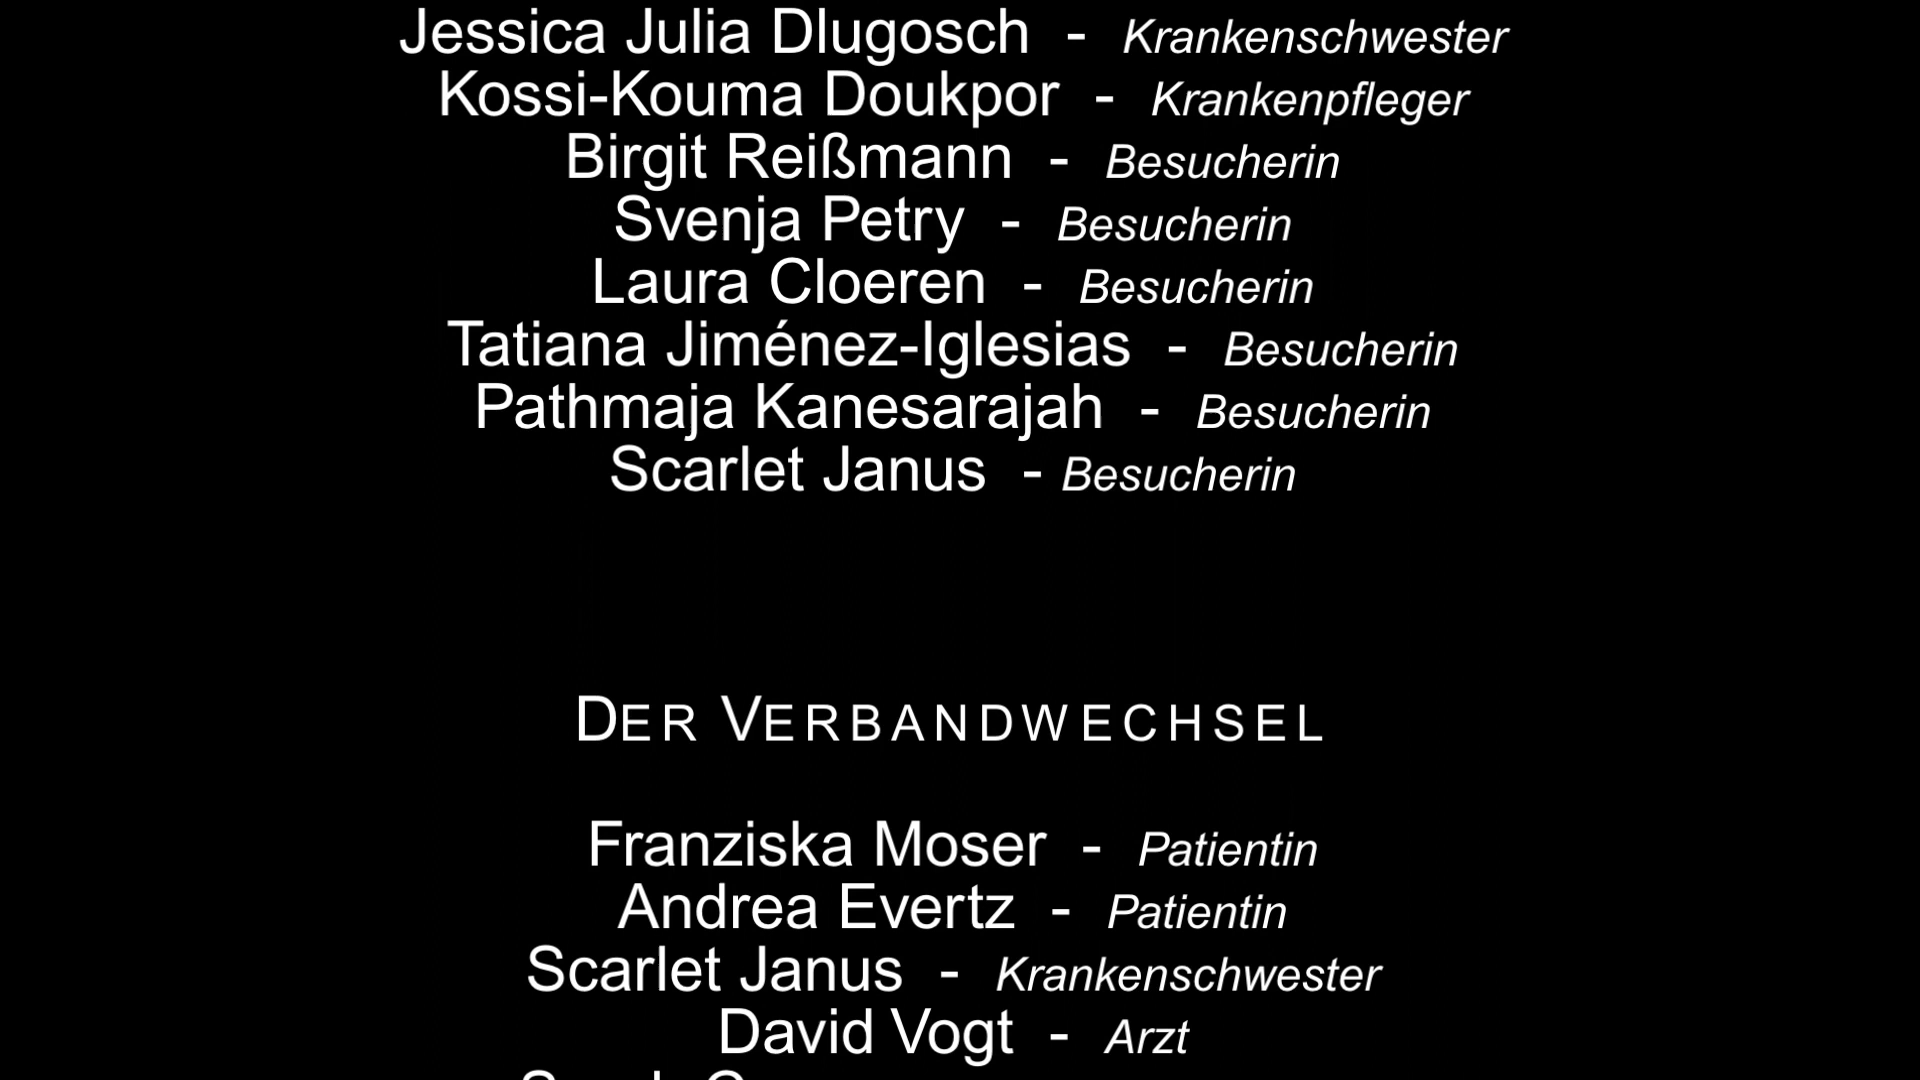 Jessica Julia Dlugosch - Krankenschwester
Kossi-Kouma Doukpor - Krankenpfleger
Birgit Reißmann - Besucherin
Svenja Petry - Besucherin
Laura Cloeren - Besucherin
Tatiana Jiménez-Iglesias - Besucherin
Pathmaja Kanesarajah - Besucherin
Scarlet Janus - Besucherin
DER VERBANDWECHSEL
Franziska Moser - Patientin
Andrea Evertz - Patientin
Scarlet Janus - Krankenschwester
David Vogt - Arzt